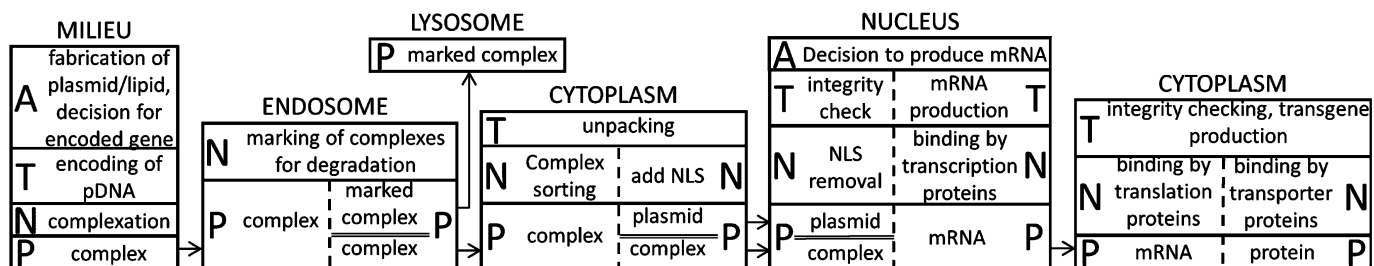 MILIEU
A
fabrication of
plasmid/lipid,
decision for
encoded gene
T
encoding of
pDNA
N complexation
P complex
ENDOSOME
N
marking of complexes
for degradation
P complex
marked
complex
complex
P
LYSOSOME
P marked complex
CYTOPLASM
T unpacking
N
Complex
sorting
add NLS N
P complex
plasmid
complex
P
NUCLEUS
A Decision to produce mRNA
T
integrity
check
mRNA
production
T
N
NLS
removal
binding by
transcription
proteins
N
P
plasmid
complex
mRNA P
CYTOPLASM
T
integrity checking, transgene
production
N
binding by
translation
proteins
binding by
transporter
proteins
N
P mRNA
protein P